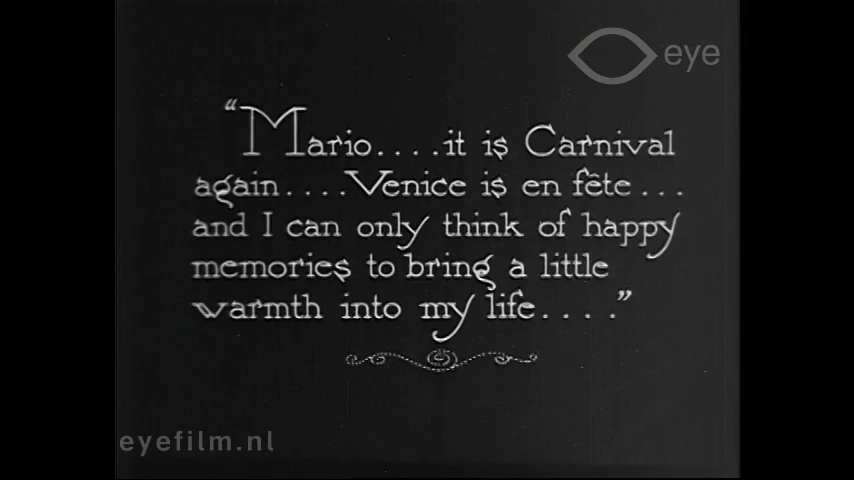 eye
“Mario....it is Carnival
again....Venice is en fête...
and I can only think of happy
memories to bring a little
warmth into my life....”
eyefilm.nl